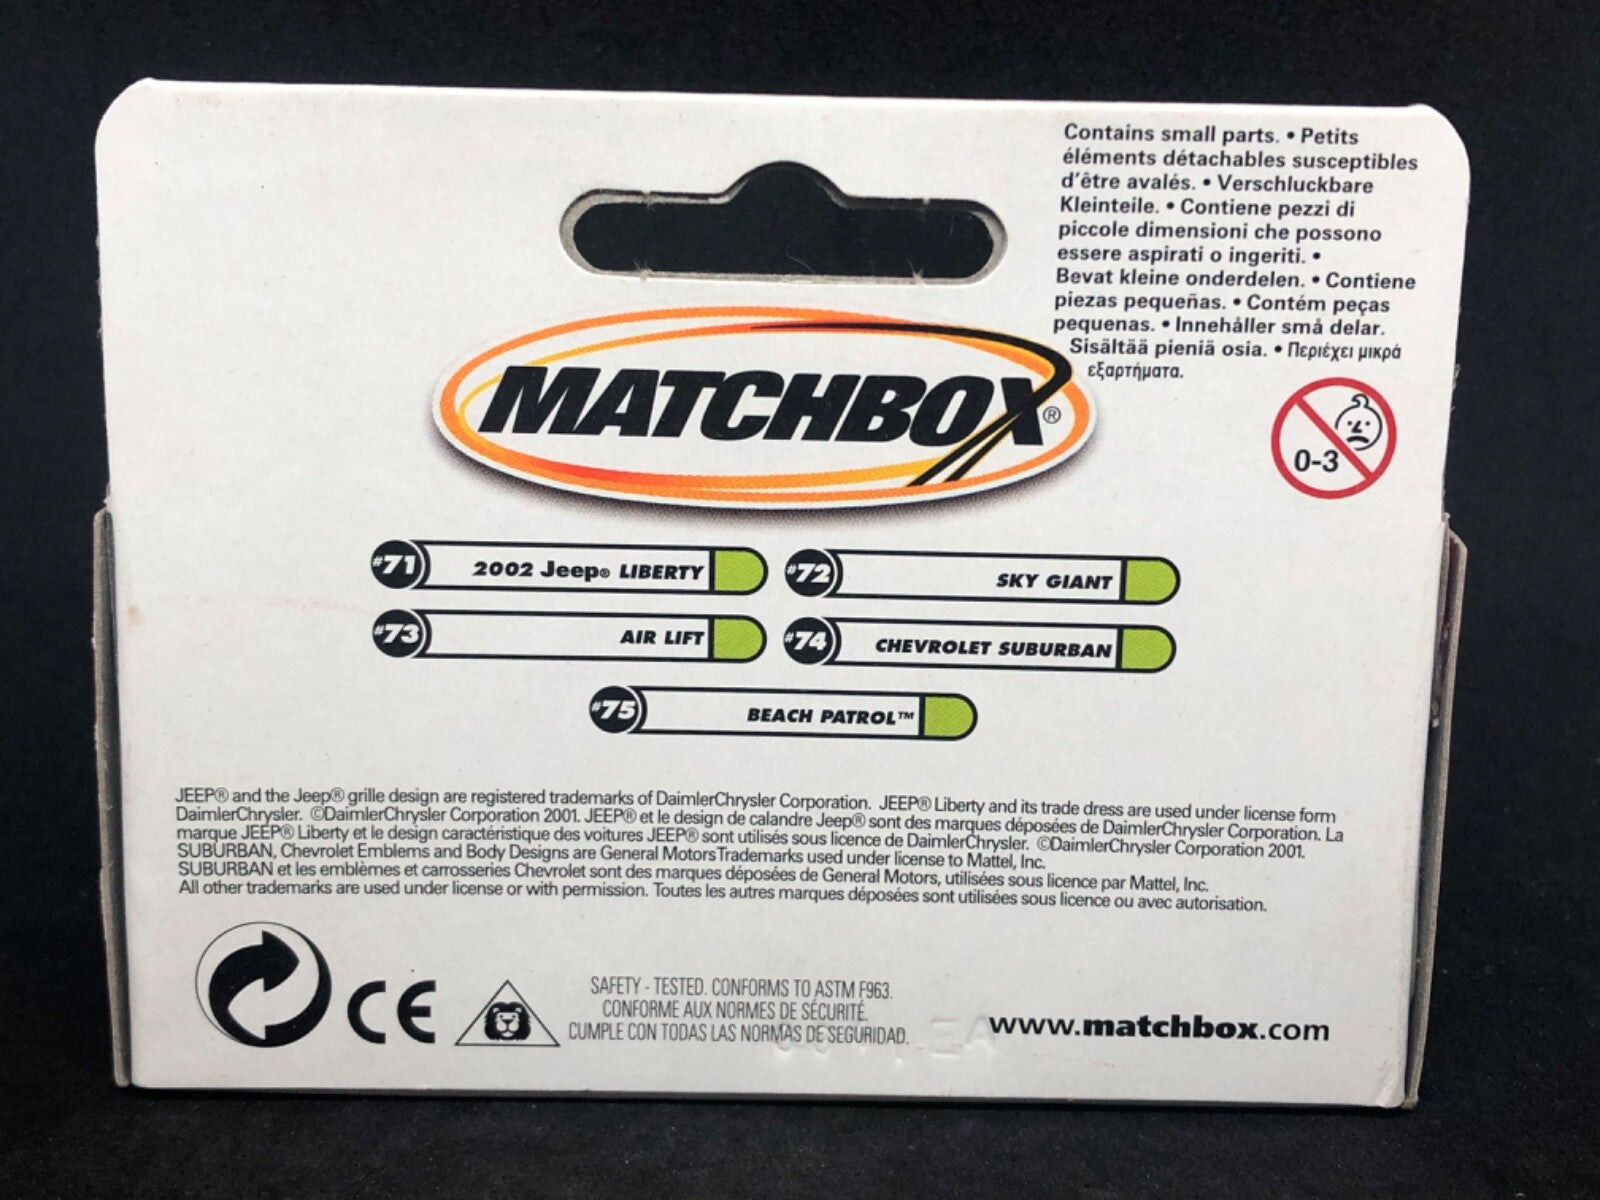 Contains small parts. • Petits
éléments détachables susceptibles
d'être avalés. • Verschluckbare
Kleinteile. • Contiene pezzi di
piccole dimensioni che possono
essere aspirati o ingeriti. •
Bevat kleine onderdelen. • Contiene
piezas pequeñas. • Contém peças
pequenas. • Innehåller små delar.
Sisältää pieniä osia. • Περιέχει μικρά
εξαρτήματα.
MATCHBOX®
0-3
#71 2002 Jeep® LIBERTY
#72 SKY GIANT
#73 AIR LIFT
#74 CHEVROLET SUBURBAN
#75 BEACH PATROL™
JEEP® and the Jeep® grille design are registered trademarks of DaimlerChrysler Corporation. JEEP® Liberty and its trade dress are used under license form
DaimlerChrysler. ©DaimlerChrysler Corporation 2001. JEEP® et le design de calandre Jeep® sont des marques déposées de DaimlerChrysler Corporation. La
marque JEEP® Liberty et le design caractéristique des voitures JEEP® sont utilisés sous licence de DaimlerChrysler. ©DaimlerChrysler Corporation 2001.
SUBURBAN, Chevrolet Emblems and Body Designs are General Motors Trademarks used under license to Mattel, Inc.
SUBURBAN et les emblèmes et carrosseries Chevrolet sont des marques déposées de General Motors, utilisées sous licence par Mattel, Inc.
All other trademarks are used under license or with permission. Toutes les autres marques déposées sont utilisées sous licence ou avec autorisation.
CE
SAFETY - TESTED. CONFORMS TO ASTM F963.
CONFORME AUX NORMES DE SÉCURITÉ.
CUMPLE CON TODAS LAS NORMAS DE SEGURIDAD.
www.matchbox.com